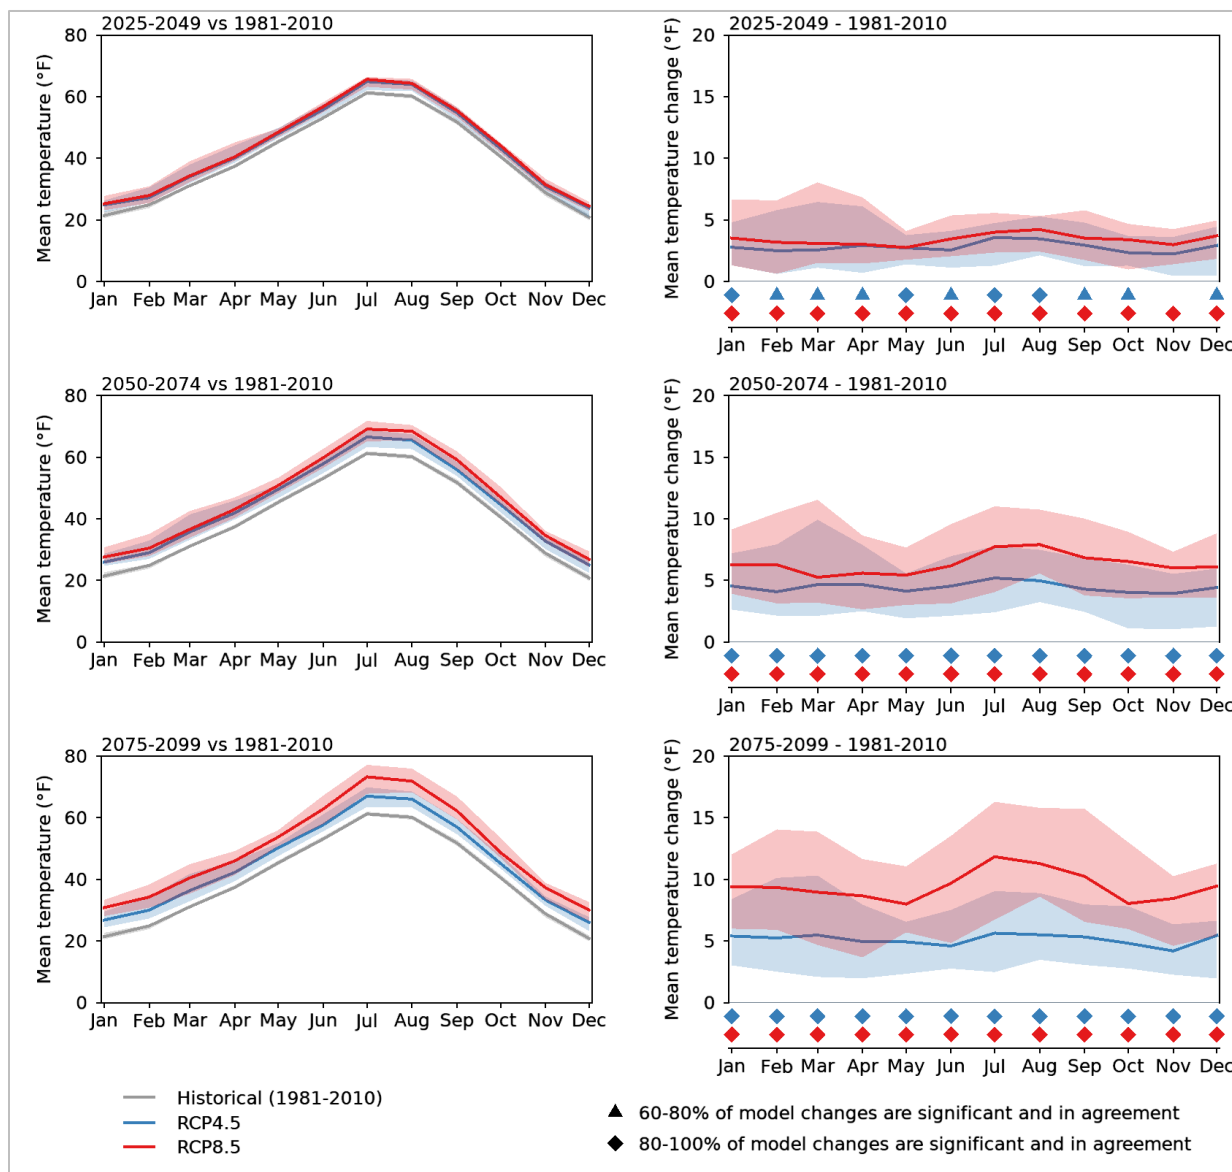 2025-2049 vs 1981-2010
Mean temperature (°F)
80
60
40
20
0
Jan Feb Mar Apr May Jun Jul Aug Sep Oct Nov Dec
2025-2049 - 1981-2010
Mean temperature change (°F)
20
15
10
5
0
Jan Feb Mar Apr May Jun Jul Aug Sep Oct Nov Dec
2050-2074 vs 1981-2010
Mean temperature (°F)
80
60
40
20
0
Jan Feb Mar Apr May Jun Jul Aug Sep Oct Nov Dec
2050-2074 - 1981-2010
Mean temperature change (°F)
20
15
10
5
0
Jan Feb Mar Apr May Jun Jul Aug Sep Oct Nov Dec
2075-2099 vs 1981-2010
Mean temperature (°F)
80
60
40
20
0
Jan Feb Mar Apr May Jun Jul Aug Sep Oct Nov Dec
2075-2099 - 1981-2010
Mean temperature change (°F)
20
15
10
5
0
Jan Feb Mar Apr May Jun Jul Aug Sep Oct Nov Dec
Historical (1981-2010)
RCP4.5
RCP8.5
60-80% of model changes are significant and in agreement
80-100% of model changes are significant and in agreement